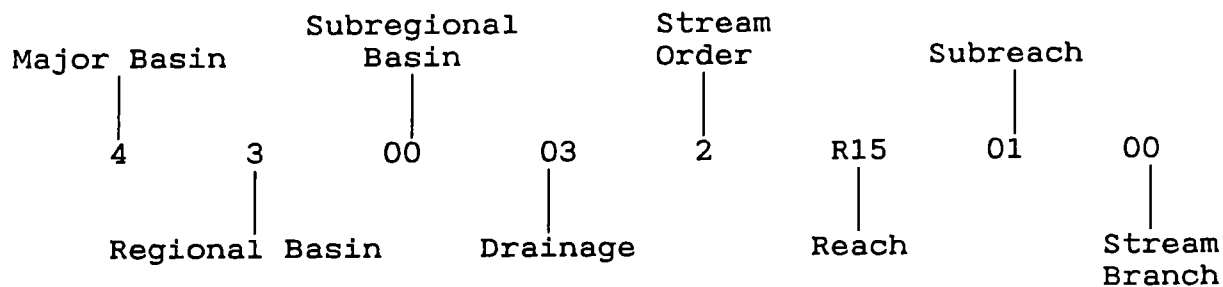 Subregional Stream
Major Basin Basin Order Subreach
4 3 00 03 2 R15 01 00
Regional Basin Drainage Reach Stream
Branch